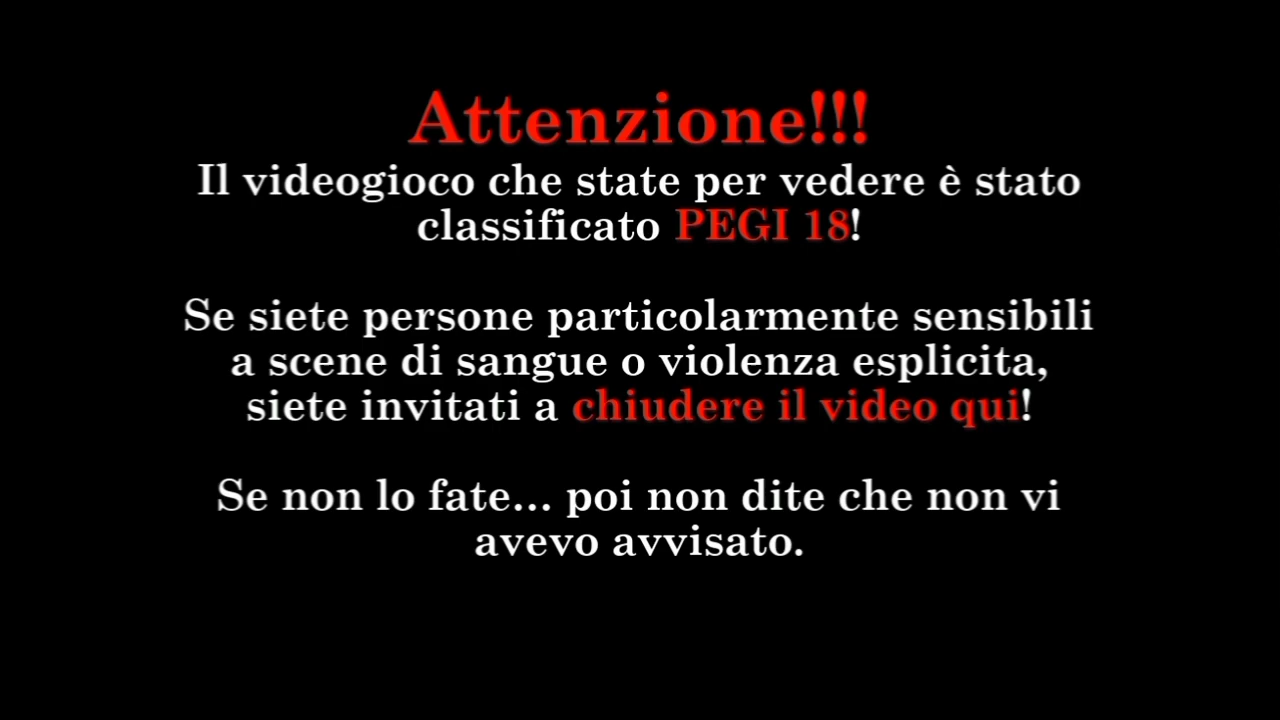 Attenzione!!!
Il videogioco che state per vedere è stato
classificato PEGI 18!
Se siete persone particolarmente sensibili
a scene di sangue o violenza esplicita,
siete invitati a chiudere il video qui!
Se non lo fate... poi non dite che non vi
avevo avvisato.